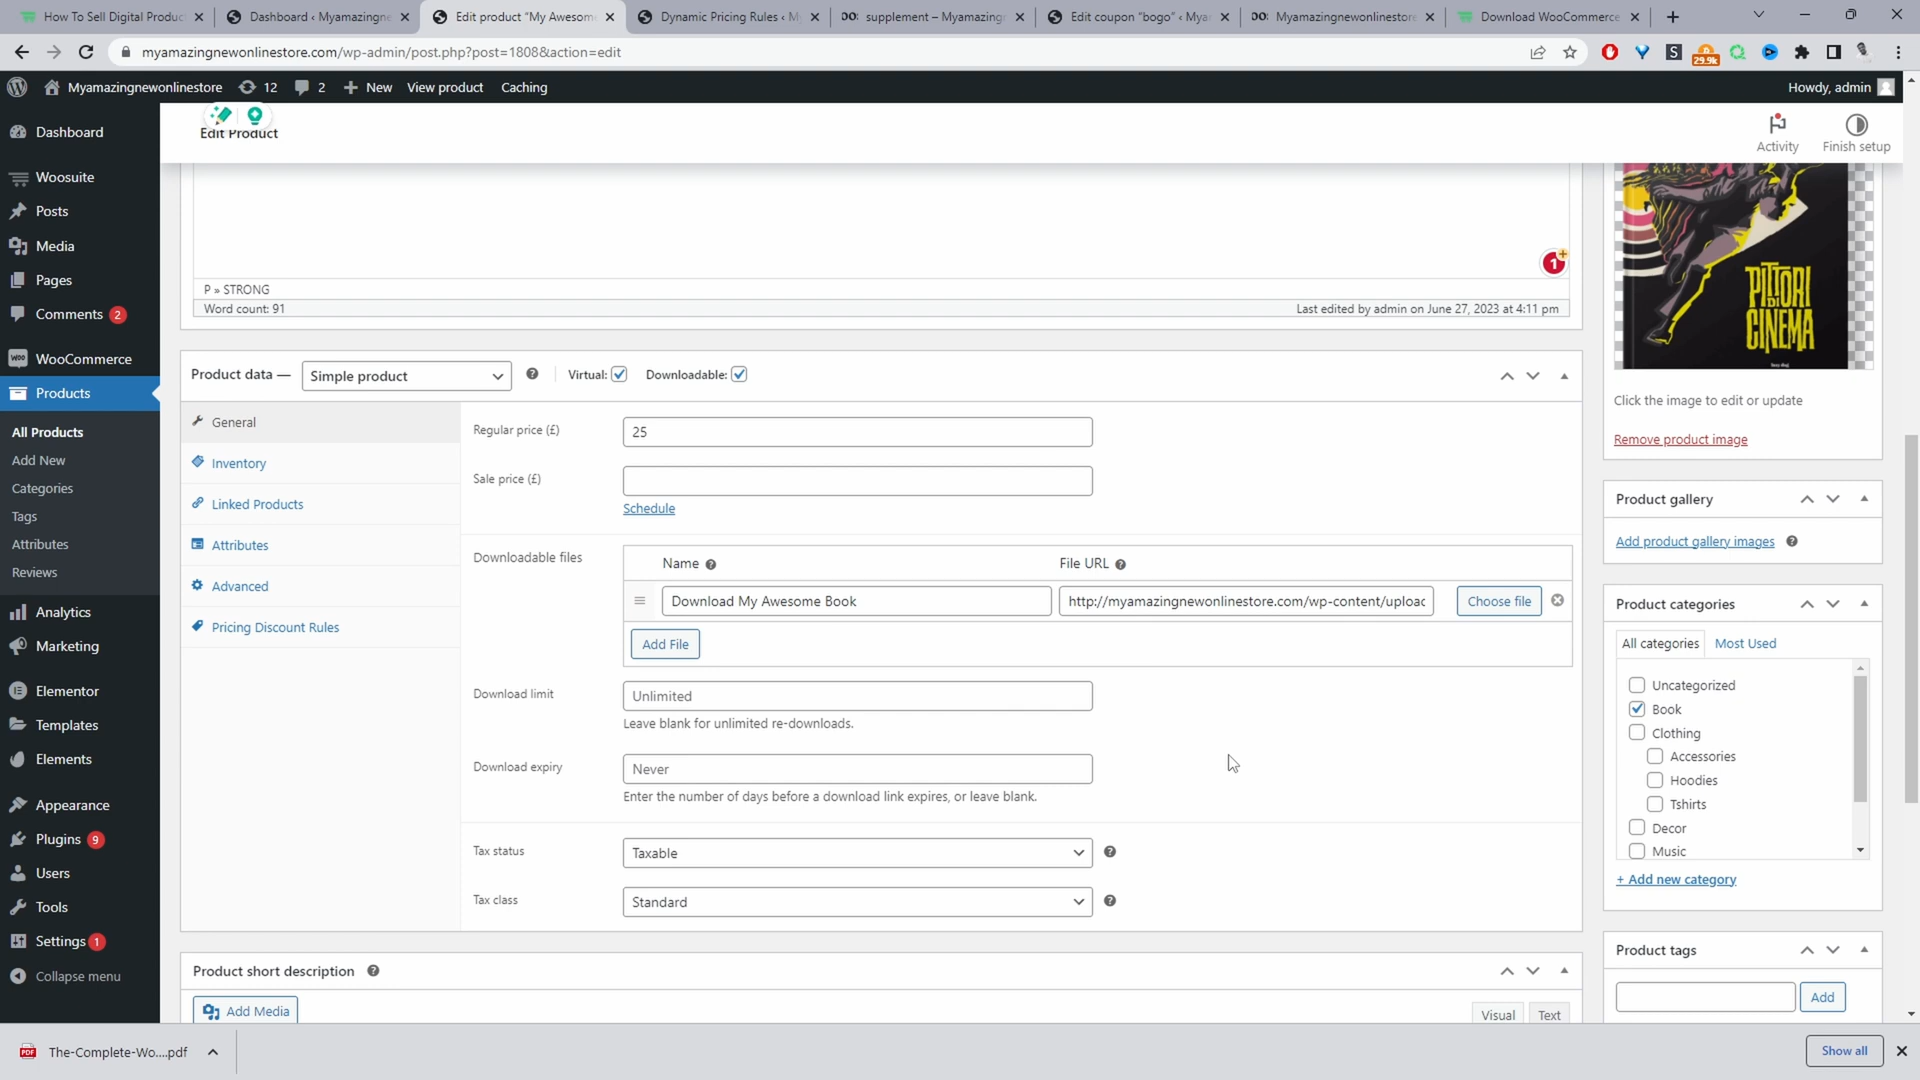 How To Sell Digital Produc
Dashboard ‹ Myamazingne
Edit product "My Awesom
Dynamic Pricing Rules ‹ M
supplement – Myamazing
Edit coupon "bogo" ‹ Mya
Myamazingnewonlinestore
Download WooCommerce
myamazingnewonlinestore.com/wp-admin/post.php?post=1808&action=edit
29.9k
Myamazingnewonlinestore
12
2
New
View product
Caching
Howdy, admin
Edit Product
Activity
Finish setup
Dashboard
Woosuite
Posts
Media
Pages
Comments 2
WooCommerce
Products
All Products
Add New
Categories
Tags
Attributes
Reviews
Analytics
Marketing
Elementor
Templates
Elements
Appearance
Plugins 9
Users
Tools
Settings 1
Collapse menu
1
P » STRONG
Word count: 91
Last edited by admin on June 27, 2023 at 4:11 pm
Product data —
Simple product
Virtual:
Downloadable:
General
Inventory
Linked Products
Attributes
Advanced
Pricing Discount Rules
Regular price (£)
25
Sale price (£)
Schedule
Downloadable files
Name
File URL
Download My Awesome Book
http://myamazingnewonlinestore.com/wp-content/uploac
Choose file
Add File
Download limit
Unlimited
Leave blank for unlimited re-downloads.
Download expiry
Never
Enter the number of days before a download link expires, or leave blank.
Tax status
Taxable
Tax class
Standard
Product short description
Add Media
Visual
Text
PITTORI
DI
CINEMA
Click the image to edit or update
Remove product image
Product gallery
Add product gallery images
Product categories
All categories
Most Used
Uncategorized
Book
Clothing
Accessories
Hoodies
Tshirts
Decor
Music
+ Add new category
Product tags
Add
The-Complete-Wo....pdf
Show all